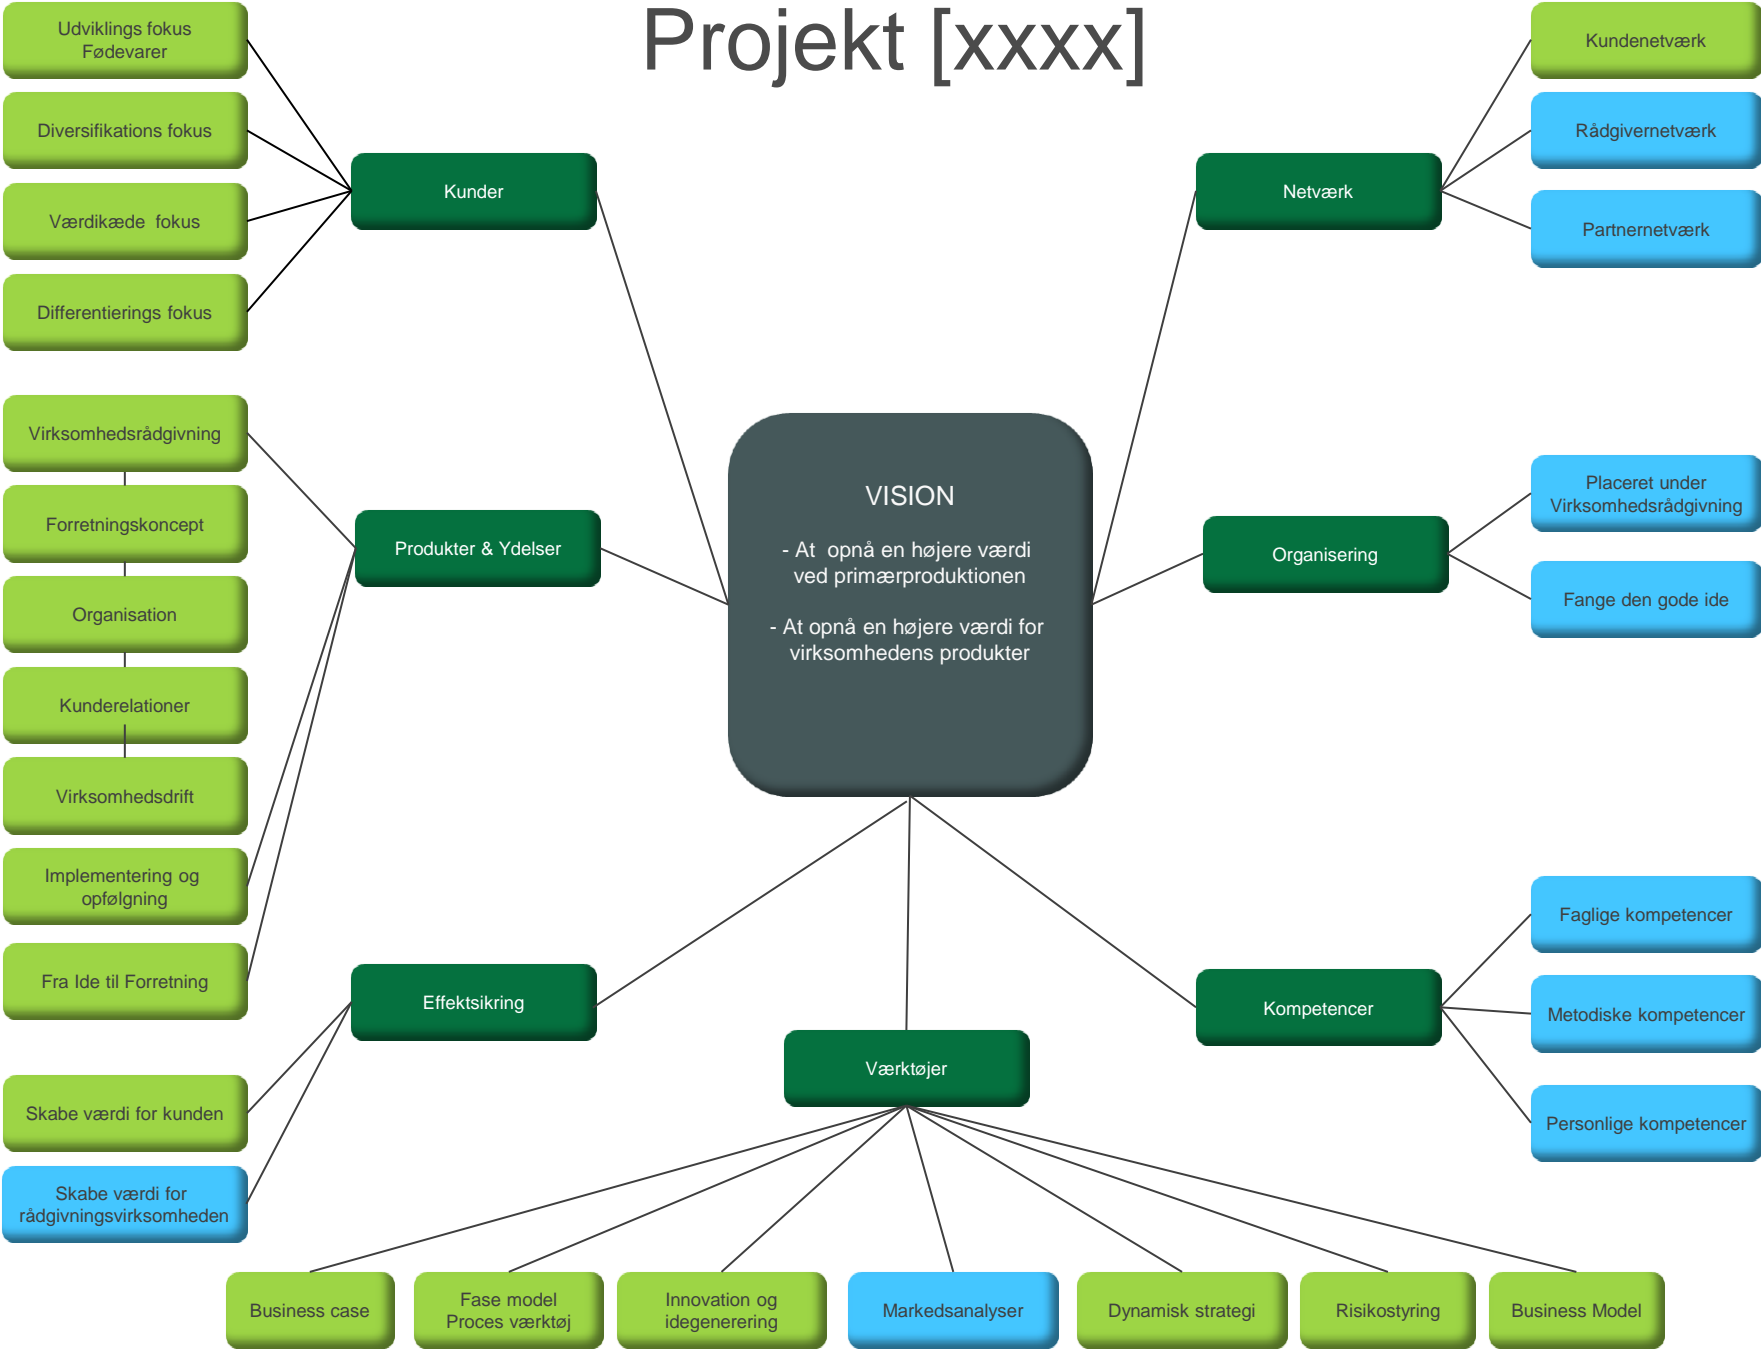 Projekt [xxxx]
Udviklings fokus
Fødevarer
Diversifikations fokus
Værdikæde  fokus
Differentierings fokus
Kunder
Netværk
Kundenetværk
Rådgivernetværk
Partnernetværk
Virksomhedsrådgivning
Forretningskoncept
Organisation
Kunderelationer
Virksomhedsdrift
Implementering og
opfølgning
Fra Ide til Forretning
Produkter & Ydelser
VISION
- At  opnå en højere værdi
ved primærproduktionen
- At opnå en højere værdi for
virksomhedens produkter
Organisering
Placeret under
Virksomhedsrådgivning
Fange den gode ide
Effektsikring
Skabe værdi for kunden
Skabe værdi for
rådgivningsvirksomheden
Værktøjer
Kompetencer
Faglige kompetencer
Metodiske kompetencer
Personlige kompetencer
Business case
Fase model
Proces værktøj
Innovation og
idegenerering
Markedsanalyser
Dynamisk strategi
Risikostyring
Business Model